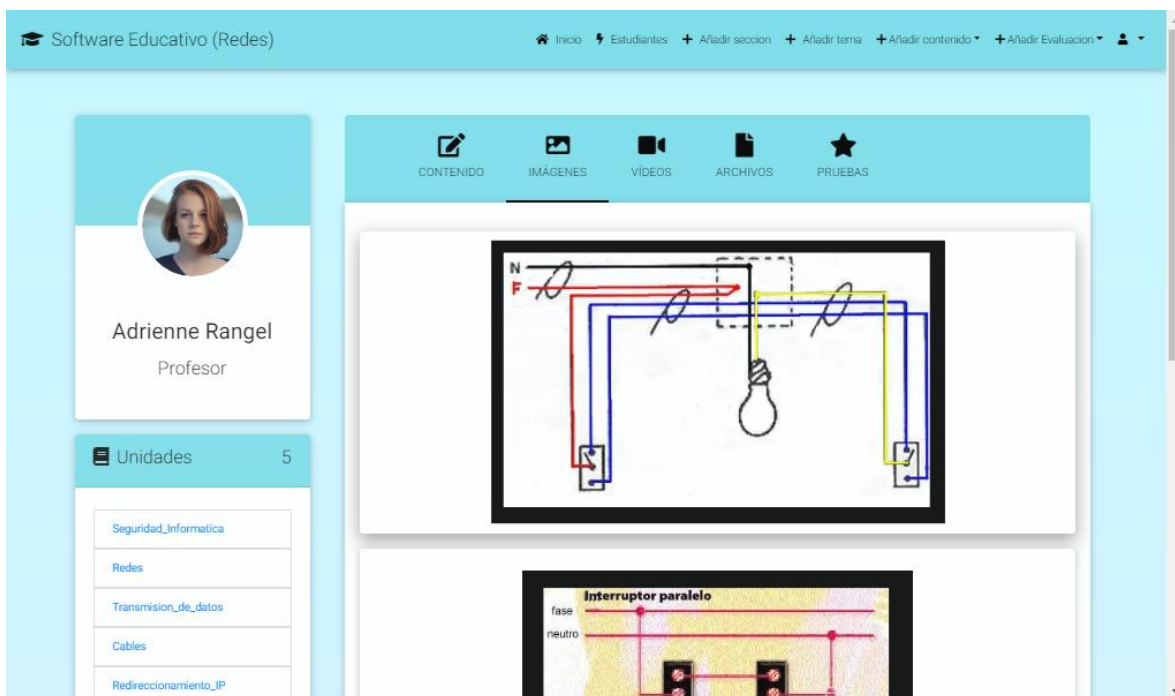 Software Educativo (Redes)
Inicio Estudiantes + Añadir seccion + Añadir tema + Añadir contenido + Añadir Evaluacion
CONTENIDO IMÁGENES VÍDEOS ARCHIVOS PRUEBAS
Adrienne Rangel
Profesor
Unidades 5
Seguridad_Informatica
Redes
Transmision_de_datos
Cables
Redireccionamiento_IP
N
F
Interruptor paralelo
fase
neutro